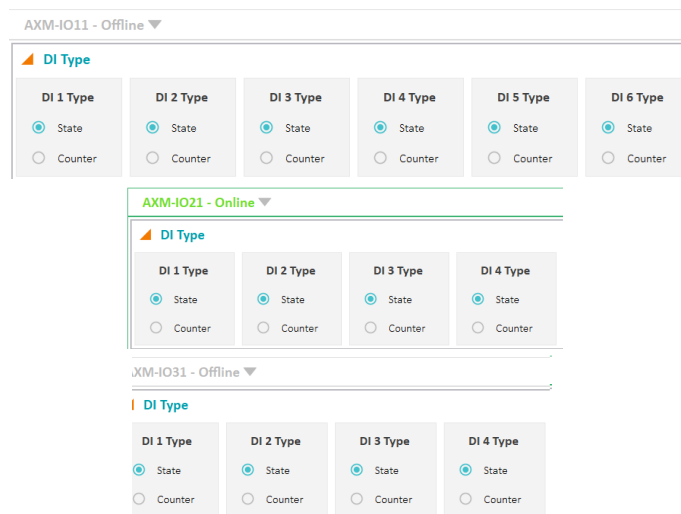 AXM-IO11 - Offline
DI Type
DI 1 Type DI 2 Type DI 3 Type DI 4 Type DI 5 Type DI 6 Type
State State State State State State
Counter Counter Counter Counter Counter Counter
AXM-IO21 - Online
DI Type
DI 1 Type DI 2 Type DI 3 Type DI 4 Type
State State State State
Counter Counter Counter Counter
AXM-IO31 - Offline
DI Type
DI 1 Type DI 2 Type DI 3 Type DI 4 Type
State State State State
Counter Counter Counter Counter